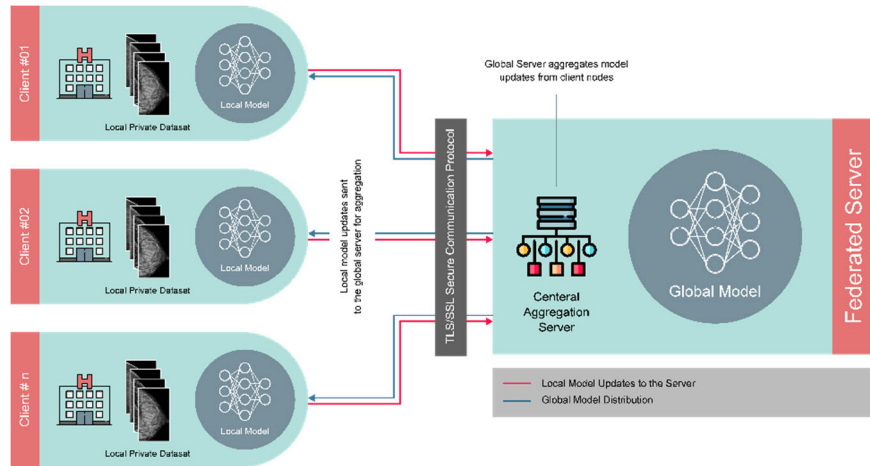 Client #01
Local Private Datasat
Local Model
Client #02
Local Private Datasat
Local Model
Client # n
Local Private Datasat
Local Model
Local model updates sent
to the global server for aggregation
TLS/SSL Secure Communication Protocol
Global Server aggregates model
updates from client nodes
Centeral
Aggregation
Server
Global Model
Federated Server
Local Model Updates to the Server
Global Model Distribution